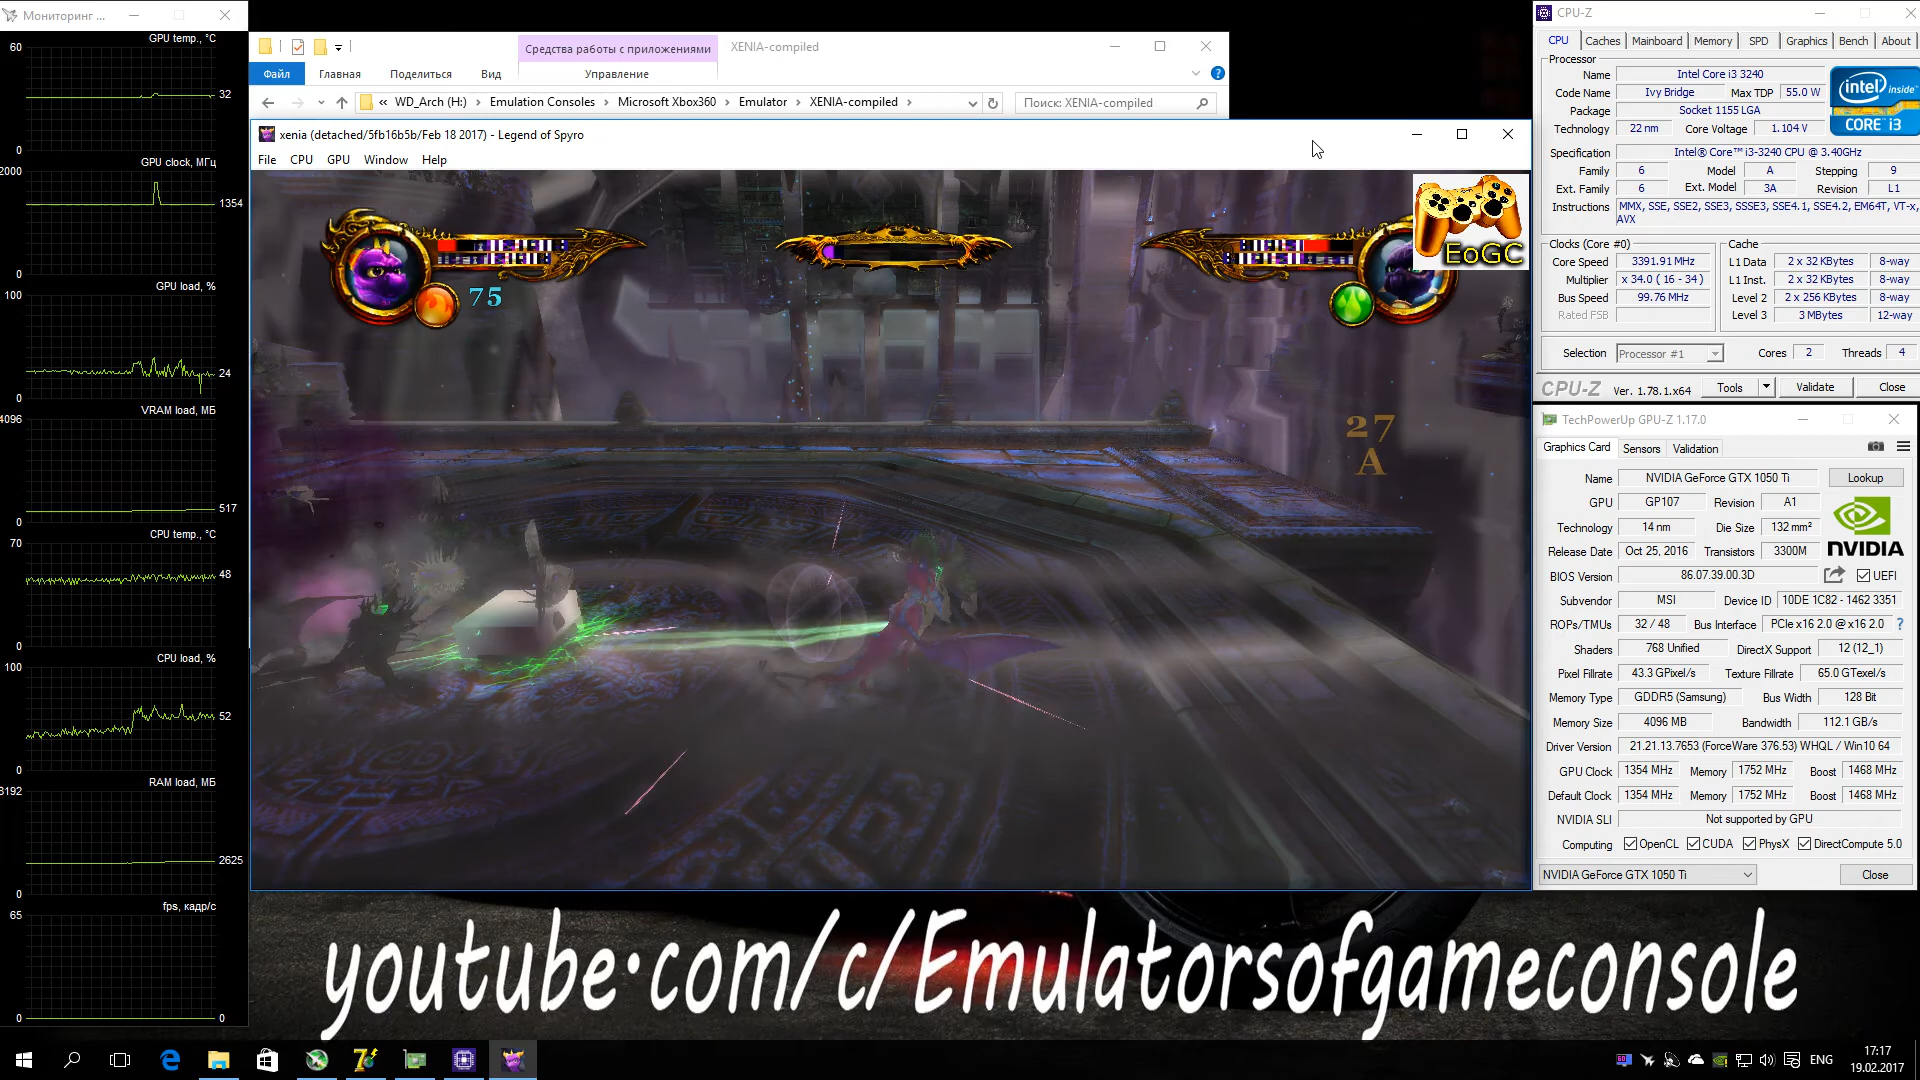 Мониторинг ...
GPU temp., °C
60
32
0
GPU clock, МГц
2000
1354
0
GPU load, %
100
24
0
VRAM load, МБ
4096
517
0
CPU temp., °C
70
48
0
CPU load, %
100
52
0
RAM load, МБ
8192
2625
0
fps, кадр/с
65
0
0
Средства работы с приложениями
XENIA-compiled
Файл
Главная
Поделиться
Вид
Управление
« WD_Arch (H:) › Emulation Consoles › Microsoft Xbox360 › Emulator › XENIA-compiled ›
Поиск: XENIA-compiled
xenia (detached/5fb16b5b/Feb 18 2017) - Legend of Spyro
File CPU GPU Window Help
75
EoGC
27
A
CPU-Z
CPU Caches Mainboard Memory SPD Graphics Bench About
Processor
Name Intel Core i3 3240
Code Name Ivy Bridge Max TDP 55.0 W
Package Socket 1155 LGA
Technology 22 nm Core Voltage 1.104 V
intel inside™
CORE i3
Specification Intel® Core™ i3-3240 CPU @ 3.40GHz
Family 6 Model A Stepping 9
Ext. Family 6 Ext. Model 3A Revision L1
Instructions MMX, SSE, SSE2, SSE3, SSSE3, SSE4.1, SSE4.2, EM64T, VT-x,
AVX
Clocks (Core #0)
Core Speed 3391.91 MHz
Multiplier x 34.0 ( 16 - 34 )
Bus Speed 99.76 MHz
Rated FSB
Cache
L1 Data 2 x 32 KBytes 8-way
L1 Inst. 2 x 32 KBytes 8-way
Level 2 2 x 256 KBytes 8-way
Level 3 3 MBytes 12-way
Selection Processor #1 Cores 2 Threads 4
CPU-Z Ver. 1.78.1.x64 Tools Validate Close
TechPowerUp GPU-Z 1.17.0
Graphics Card Sensors Validation
Name NVIDIA GeForce GTX 1050 Ti Lookup
GPU GP107 Revision A1
Technology 14 nm Die Size 132 mm²
Release Date Oct 25, 2016 Transistors 3300M
NVIDIA
BIOS Version 86.07.39.00.3D UEFI
Subvendor MSI Device ID 10DE 1C82 - 1462 3351
ROPs/TMUs 32 / 48 Bus Interface PCIe x16 2.0 @ x16 2.0 ?
Shaders 768 Unified DirectX Support 12 (12_1)
Pixel Fillrate 43.3 GPixel/s Texture Fillrate 65.0 GTexel/s
Memory Type GDDR5 (Samsung) Bus Width 128 Bit
Memory Size 4096 MB Bandwidth 112.1 GB/s
Driver Version 21.21.13.7653 (ForceWare 376.53) WHQL / Win10 64
GPU Clock 1354 MHz Memory 1752 MHz Boost 1468 MHz
Default Clock 1354 MHz Memory 1752 MHz Boost 1468 MHz
NVIDIA SLI Not supported by GPU
Computing OpenCL CUDA PhysX DirectCompute 5.0
NVIDIA GeForce GTX 1050 Ti Close
youtube.com/c/Emulatorsofgameconsole
ENG
17:17
19.02.2017